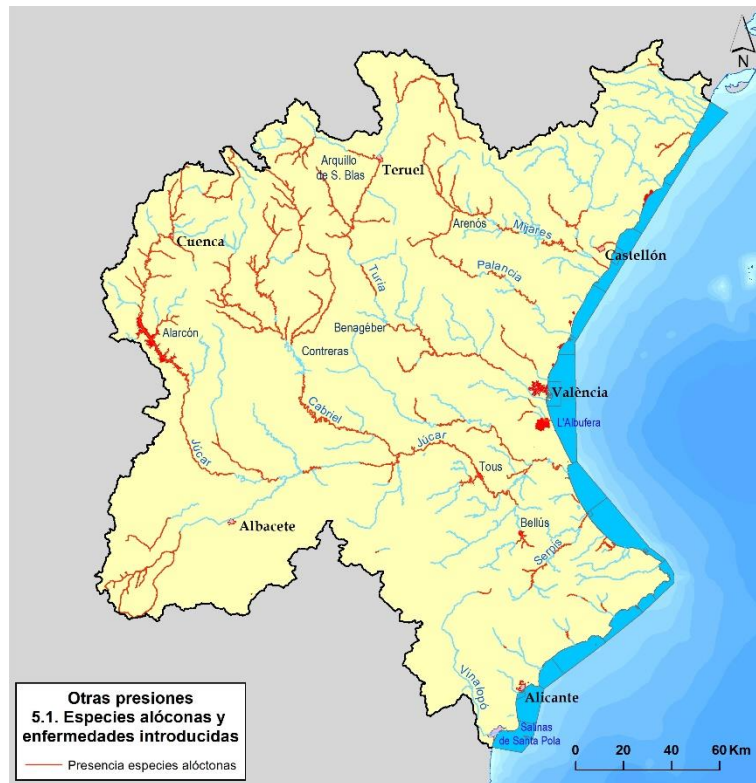 N
Arquillo
de S. Blas
Teruel
Cuenca
Arenós
Mijares
Castellón
Palancia
Turia
Alarcón
Benagéber
Contreras
València
Cabriel
L'Albufera
Júcar
Júcar
Tous
Albacete
Bellús
Serpis
Vinalopó
Alicante
Salinas
de Santa Pola
Otras presiones
5.1. Especies alóconas y
enfermedades introducidas
Presencia especies alóctonas
0 20 40 60 Km